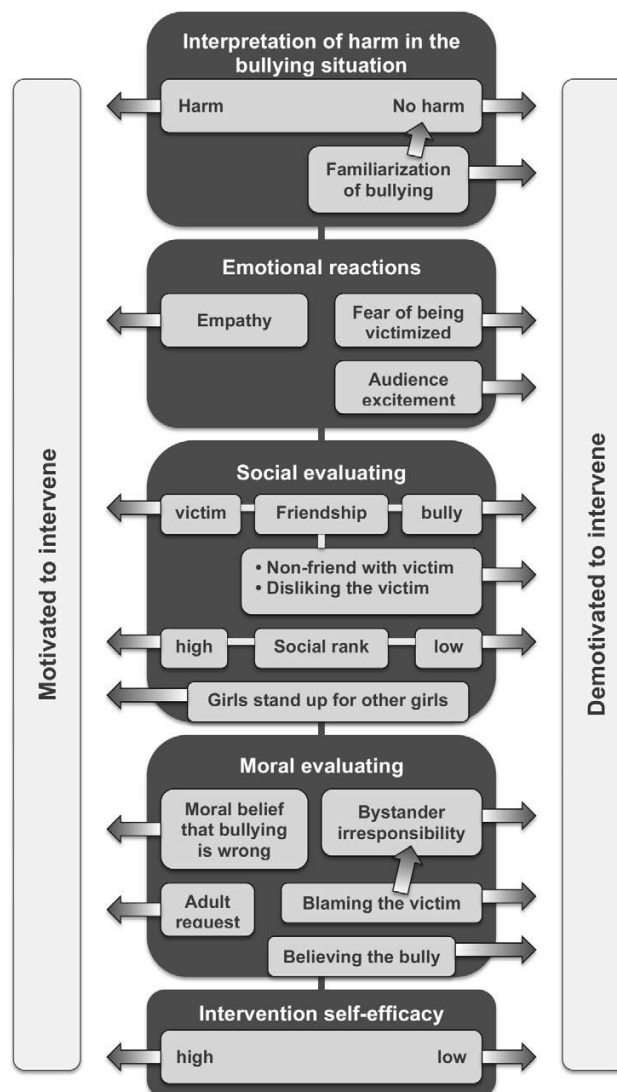 Interpretation of harm in the
bullying situation
Harm No harm
Familiarization
of bullying
Emotional reactions
Empathy
Fear of being
victimized
Audience
excitement
Social evaluating
victim Friendship bully
• Non-friend with victim
• Disliking the victim
high Social rank low
Girls stand up for other girls
Moral evaluating
Moral belief
that bullying
is wrong
Bystander
irresponsibility
Adult
request
Blaming the victim
Believing the bully
Intervention self-efficacy
high low
Motivated to intervene
Demotivated to intervene